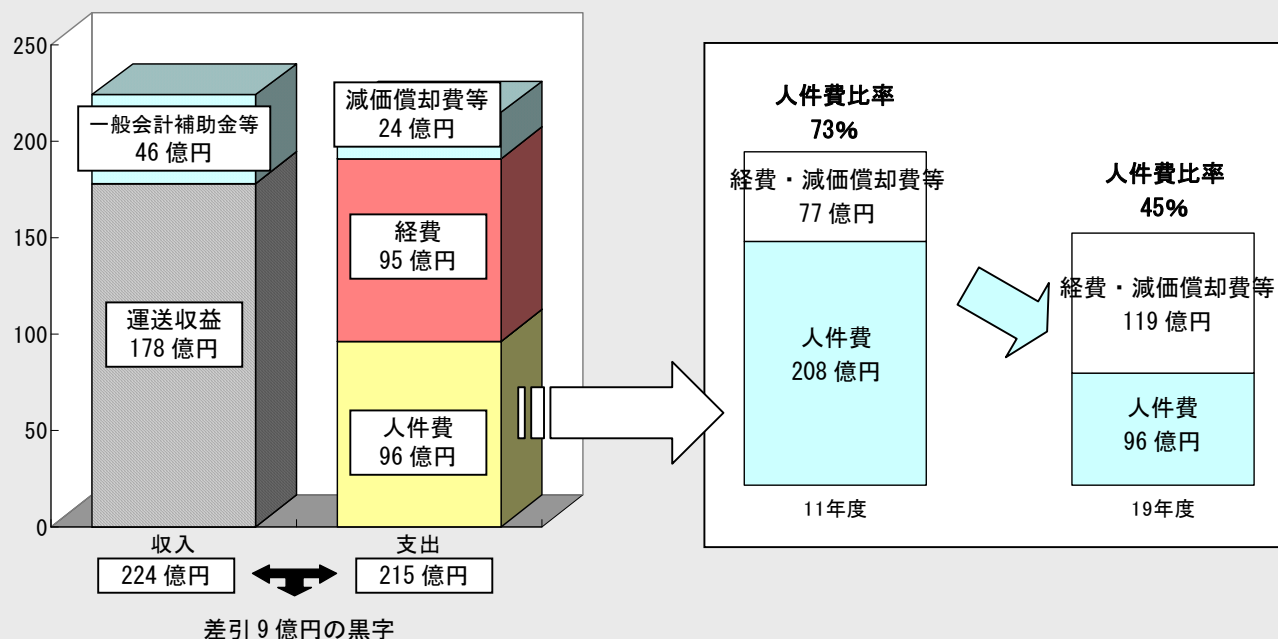 250
200
150
100
50
0
一般会計補助金等
46 億円
運送収益
178 億円
減価償却費等
24 億円
経費
95 億円
人件費
96 億円
収入
224 億円
支出
215 億円
差引 9 億円の黒字
人件費比率
73%
経費・減価償却費等
77 億円
人件費
208 億円
11年度
人件費比率
45%
経費・減価償却費等
119 億円
人件費
96 億円
19年度